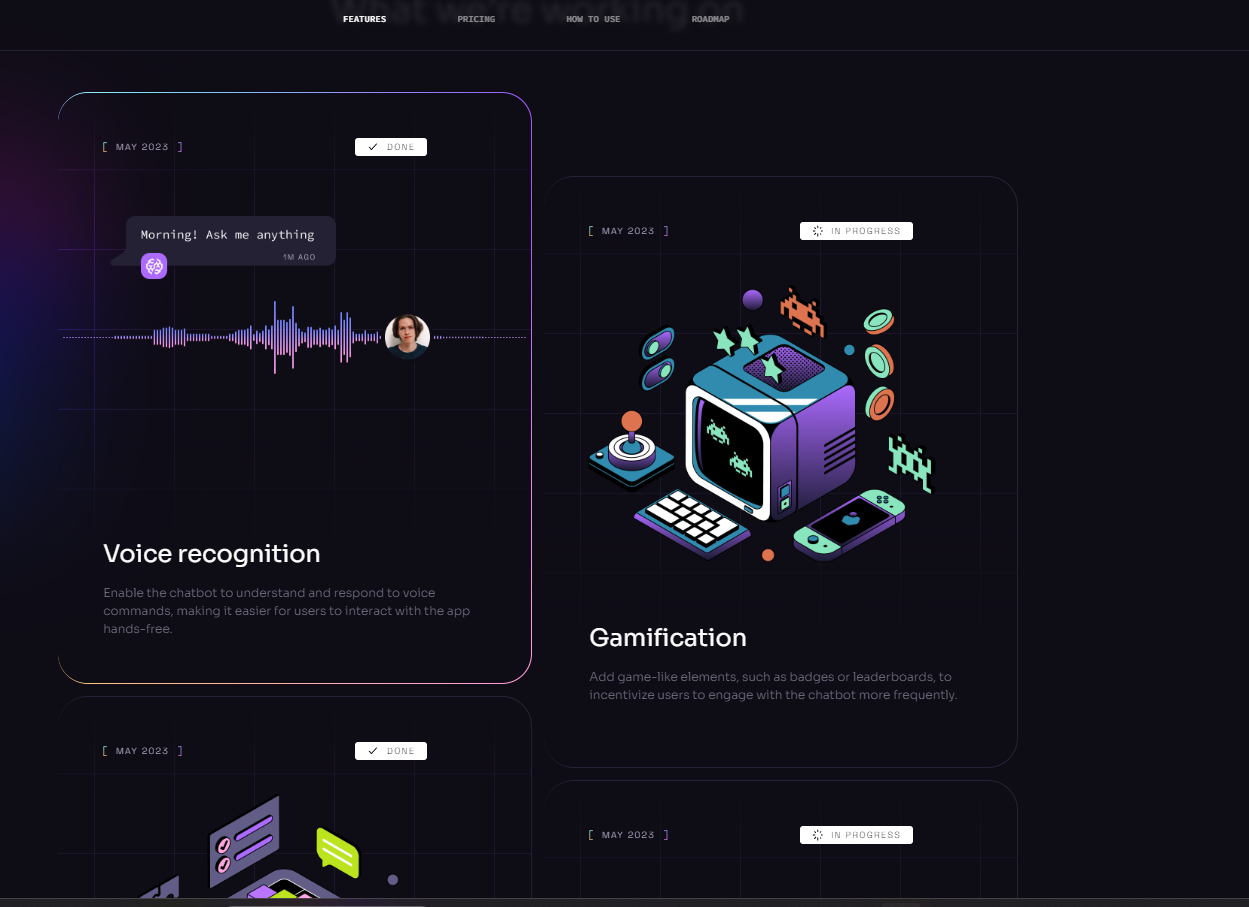 What we're working on
FEATURES
PRICING
HOW TO USE
ROADMAP
[ MAY 2023 ]
DONE
Morning! Ask me anything
1M AGO
Voice recognition
Enable the chatbot to understand and respond to voice
commands, making it easier for users to interact with the app
hands-free.
[ MAY 2023 ]
IN PROGRESS
Gamification
Add game-like elements, such as badges or leaderboards, to
incentivize users to engage with the chatbot more frequently.
[ MAY 2023 ]
DONE
[ MAY 2023 ]
IN PROGRESS